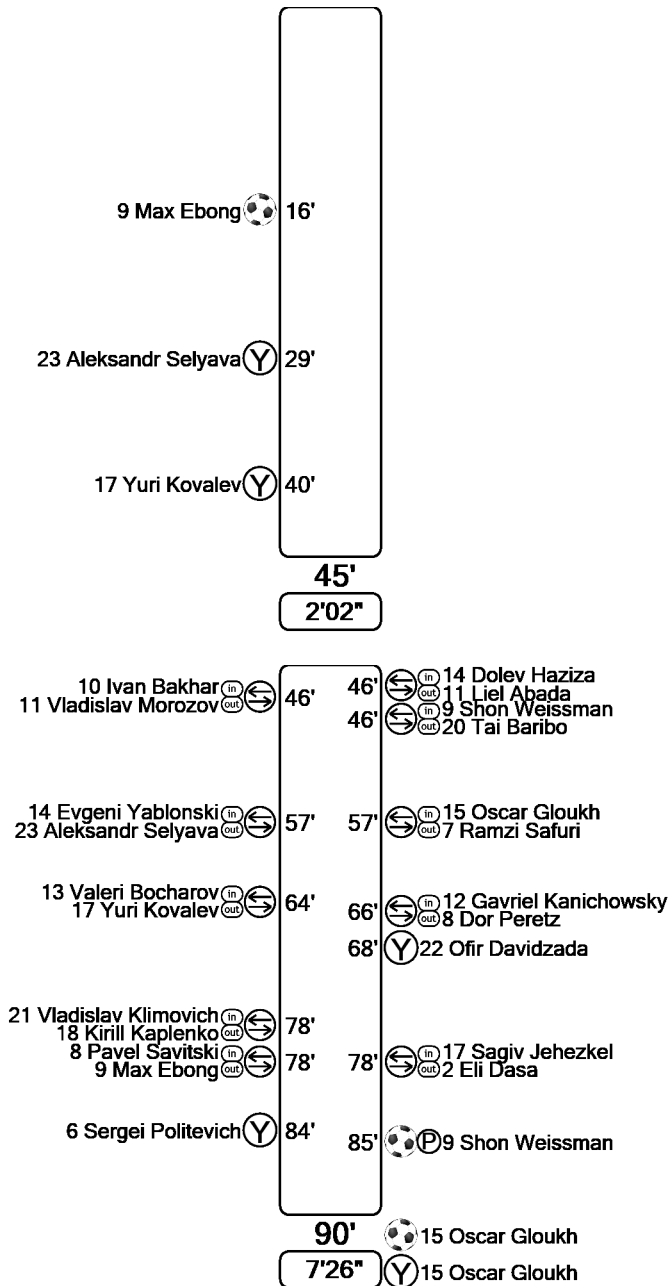 9 Max Ebong 16'
23 Aleksandr Selyava Y 29'
17 Yuri Kovalev Y 40'
45'
2'02"
10 Ivan Bakhar in
11 Vladislav Morozov out
46'
46'
in 14 Dolev Haziza
out 11 Liel Abada
46'
in 9 Shon Weissman
out 20 Tai Baribo
14 Evgeni Yablonski in
23 Aleksandr Selyava out
57'
57'
in 15 Oscar Gloukh
out 7 Ramzi Safuri
13 Valeri Bocharov in
17 Yuri Kovalev out
64'
66'
in 12 Gavriel Kanichowsky
out 8 Dor Peretz
68' Y 22 Ofir Davidzada
21 Vladislav Klimovich in
18 Kirill Kaplenko out
78'
8 Pavel Savitski in
9 Max Ebong out
78'
78'
in 17 Sagiv Jehezkel
out 2 Eli Dasa
6 Sergei Politevich Y 84'
85' P 9 Shon Weissman
90'
15 Oscar Gloukh
7'26"
Y 15 Oscar Gloukh